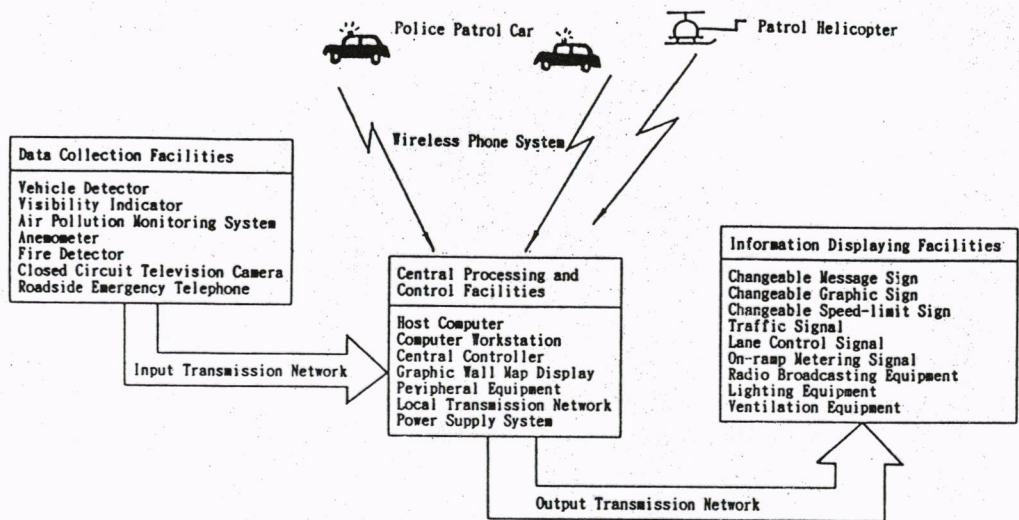 Police Patrol Car
Patrol Helicopter
Wireless Phone System
Data Collection Facilities
Vehicle Detector
Visibility Indicator
Air Pollution Monitoring System
Anemometer
Fire Detector
Closed Circuit Television Camera
Roadside Emergency Telephone
Input Transmission Network
Central Processing and
Control Facilities
Host Computer
Computer Workstation
Central Controller
Graphic Wall Map Display
Peyipheral Equipment
Local Transmission Network
Power Supply System
Information Displaying Facilities
Changeable Message Sign
Changeable Graphic Sign
Changeable Speed-limit Sign
Traffic Signal
Lane Control Signal
On-ramp Metering Signal
Radio Broadcasting Equipment
Lighting Equipment
Ventilation Equipment
Output Transmission Network